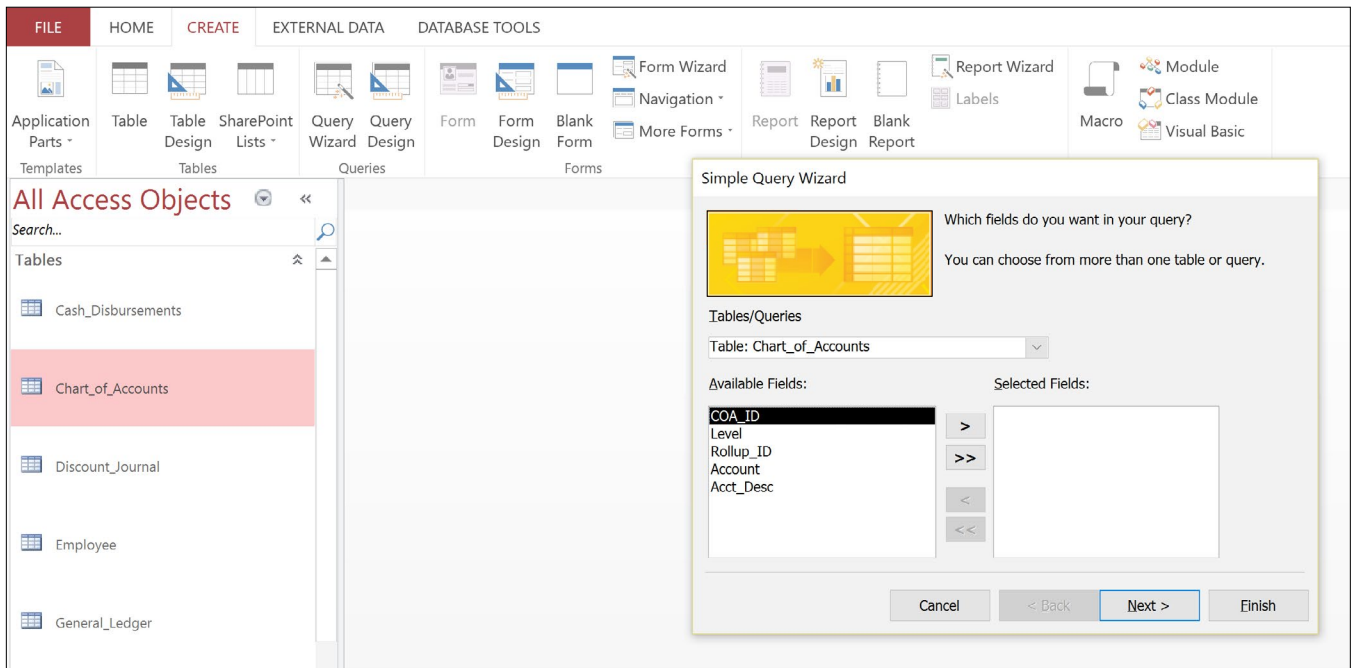 FILE HOME CREATE EXTERNAL DATA DATABASE TOOLS
Application Parts
Table
Table Design
SharePoint Lists
Query Wizard
Query Design
Form
Form Design
Blank Form
Form Wizard
Navigation
More Forms
Report
Report Design
Blank Report
Report Wizard
Labels
Macro
Module
Class Module
Visual Basic
Templates Tables Queries Forms
All Access Objects «
Search...
Tables
Cash_Disbursements
Chart_of_Accounts
Discount_Journal
Employee
General_Ledger
Simple Query Wizard
Which fields do you want in your query?
You can choose from more than one table or query.
Tables/Queries
Table: Chart_of_Accounts
Available Fields:
COA_ID
Level
Rollup_ID
Account
Acct_Desc
>
>>
<
<<
Selected Fields:
Cancel < Back Next > Finish